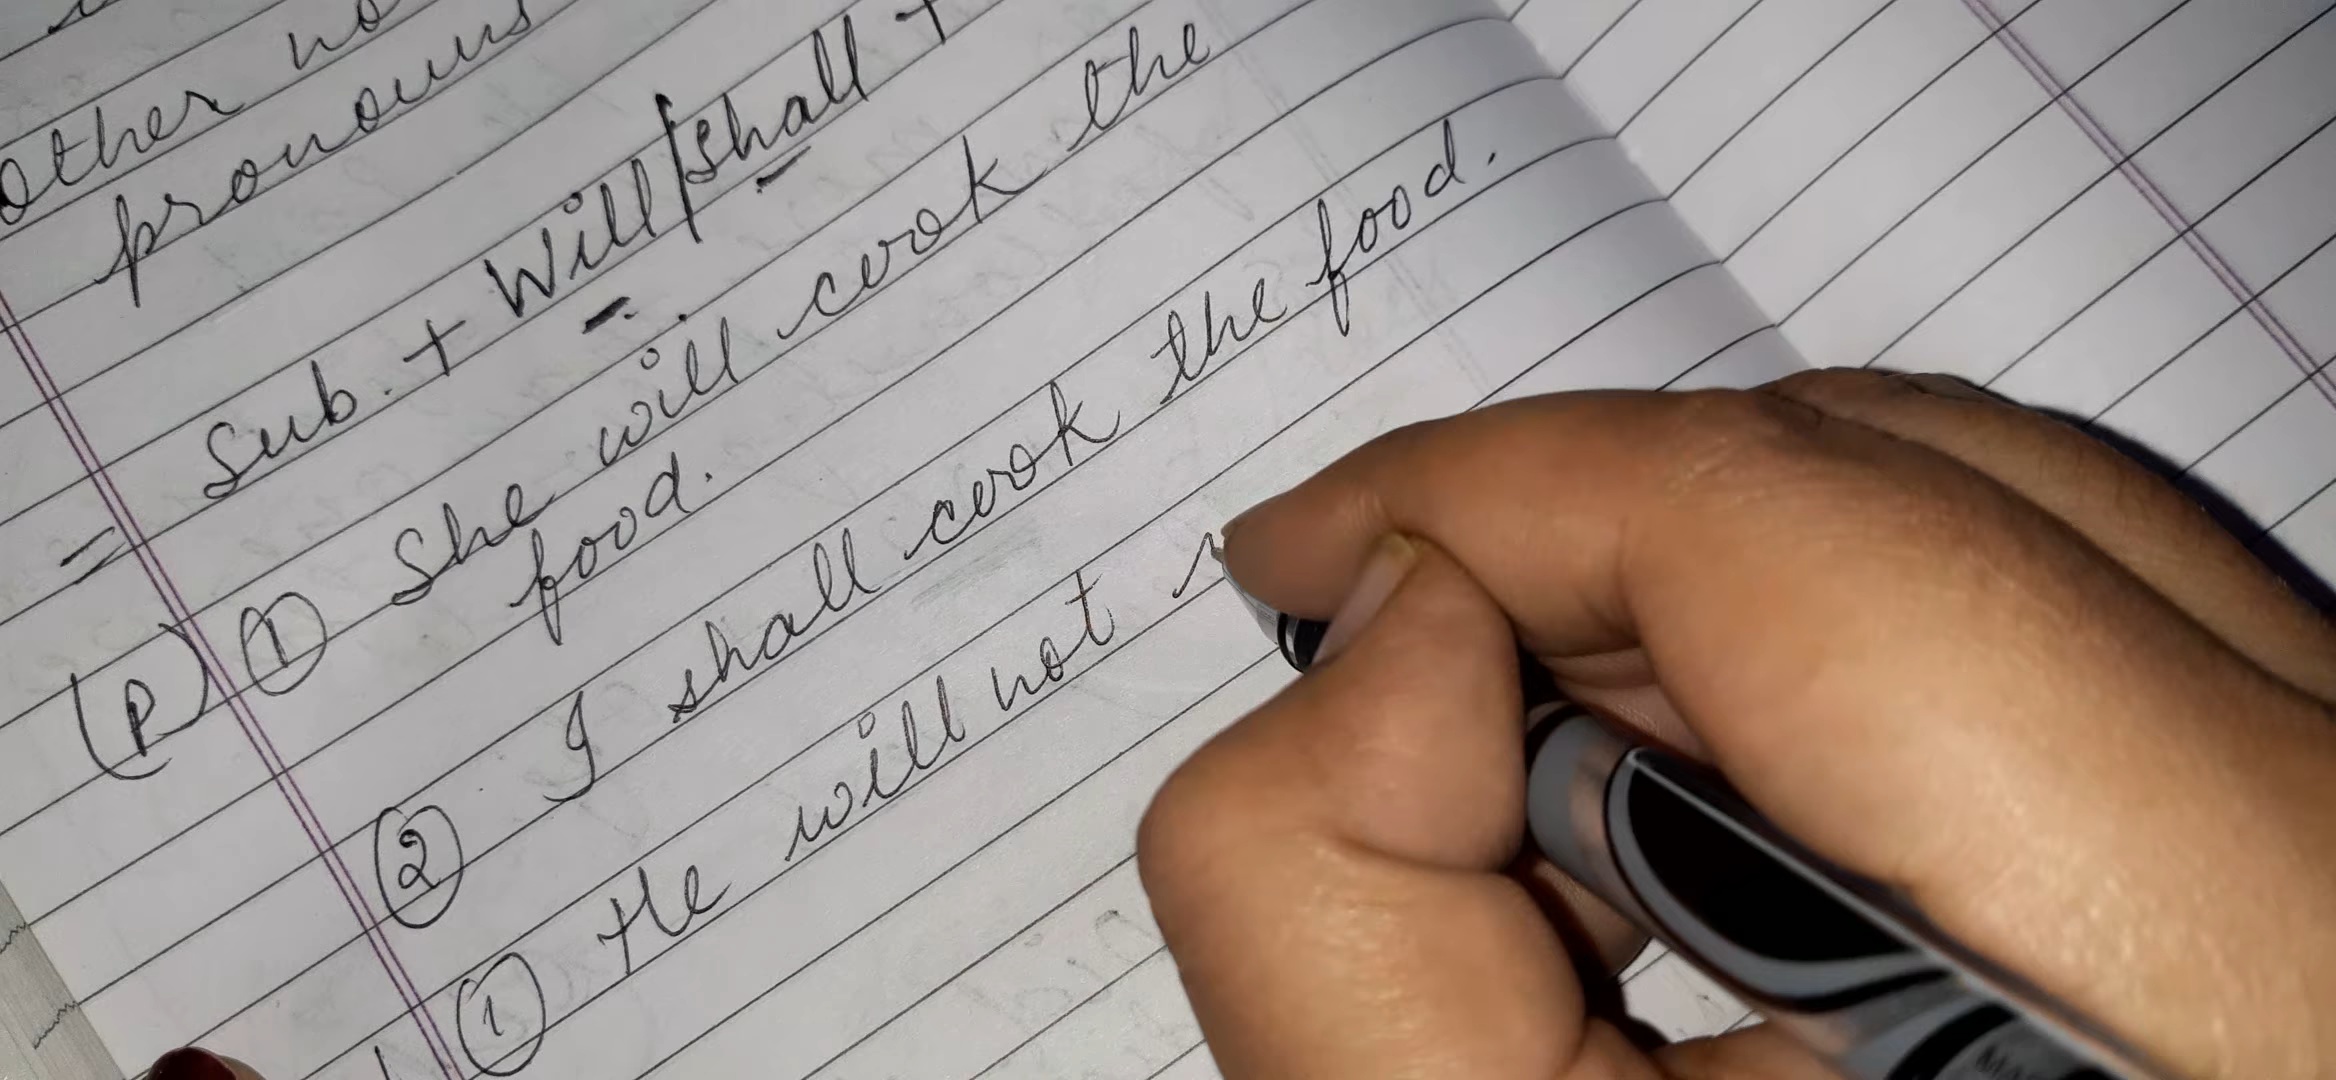 other no
pronouns
= Sub. + Will/shall +
(P) ① She will cook the
food.
② I shall cook the food.
① He will not